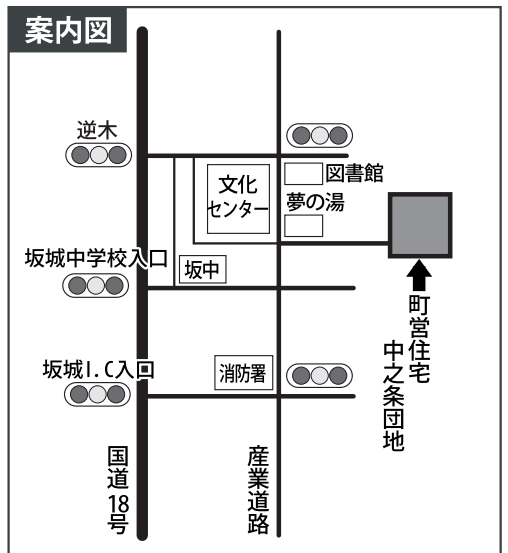 案内図
逆木
図書館
文化
センター
夢の湯
坂城中学校入口
坂中
町営住宅
中之条団地
坂城I.C入口
消防署
国道18号
産業道路